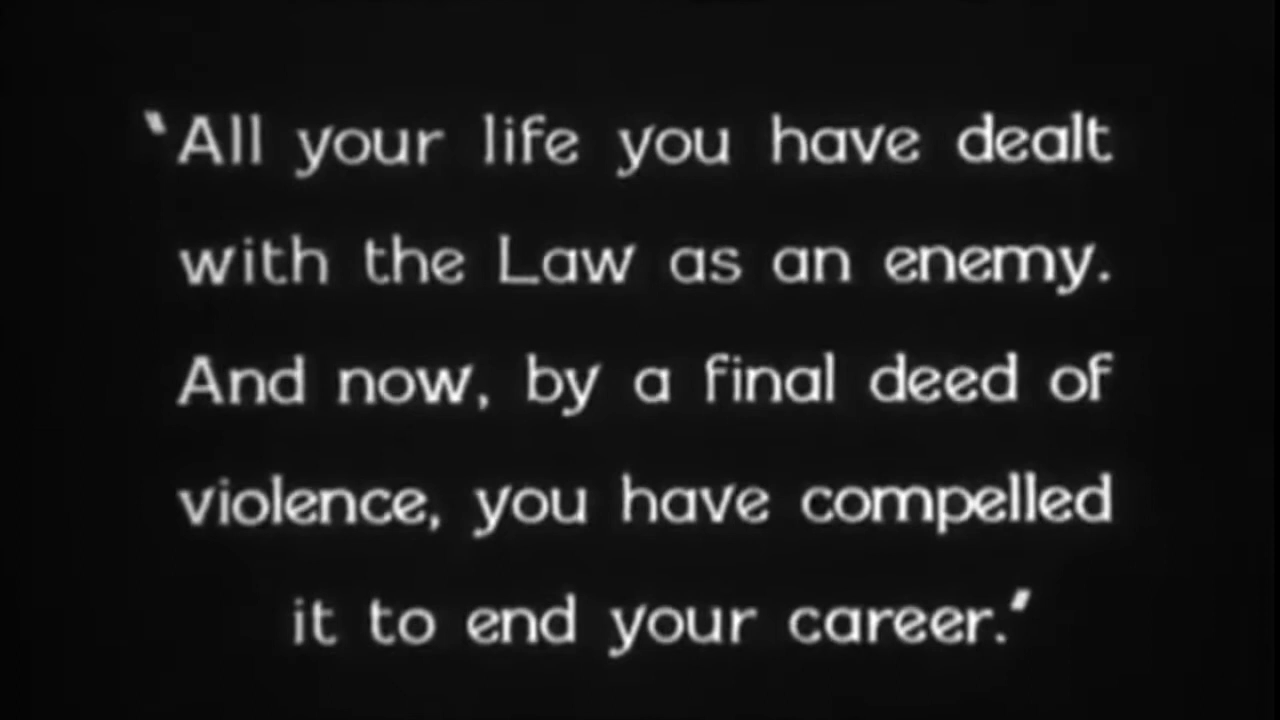 ‛All your life you have dealt
with the Law as an enemy.
And now, by a final deed of
violence, you have compelled
it to end your career.’